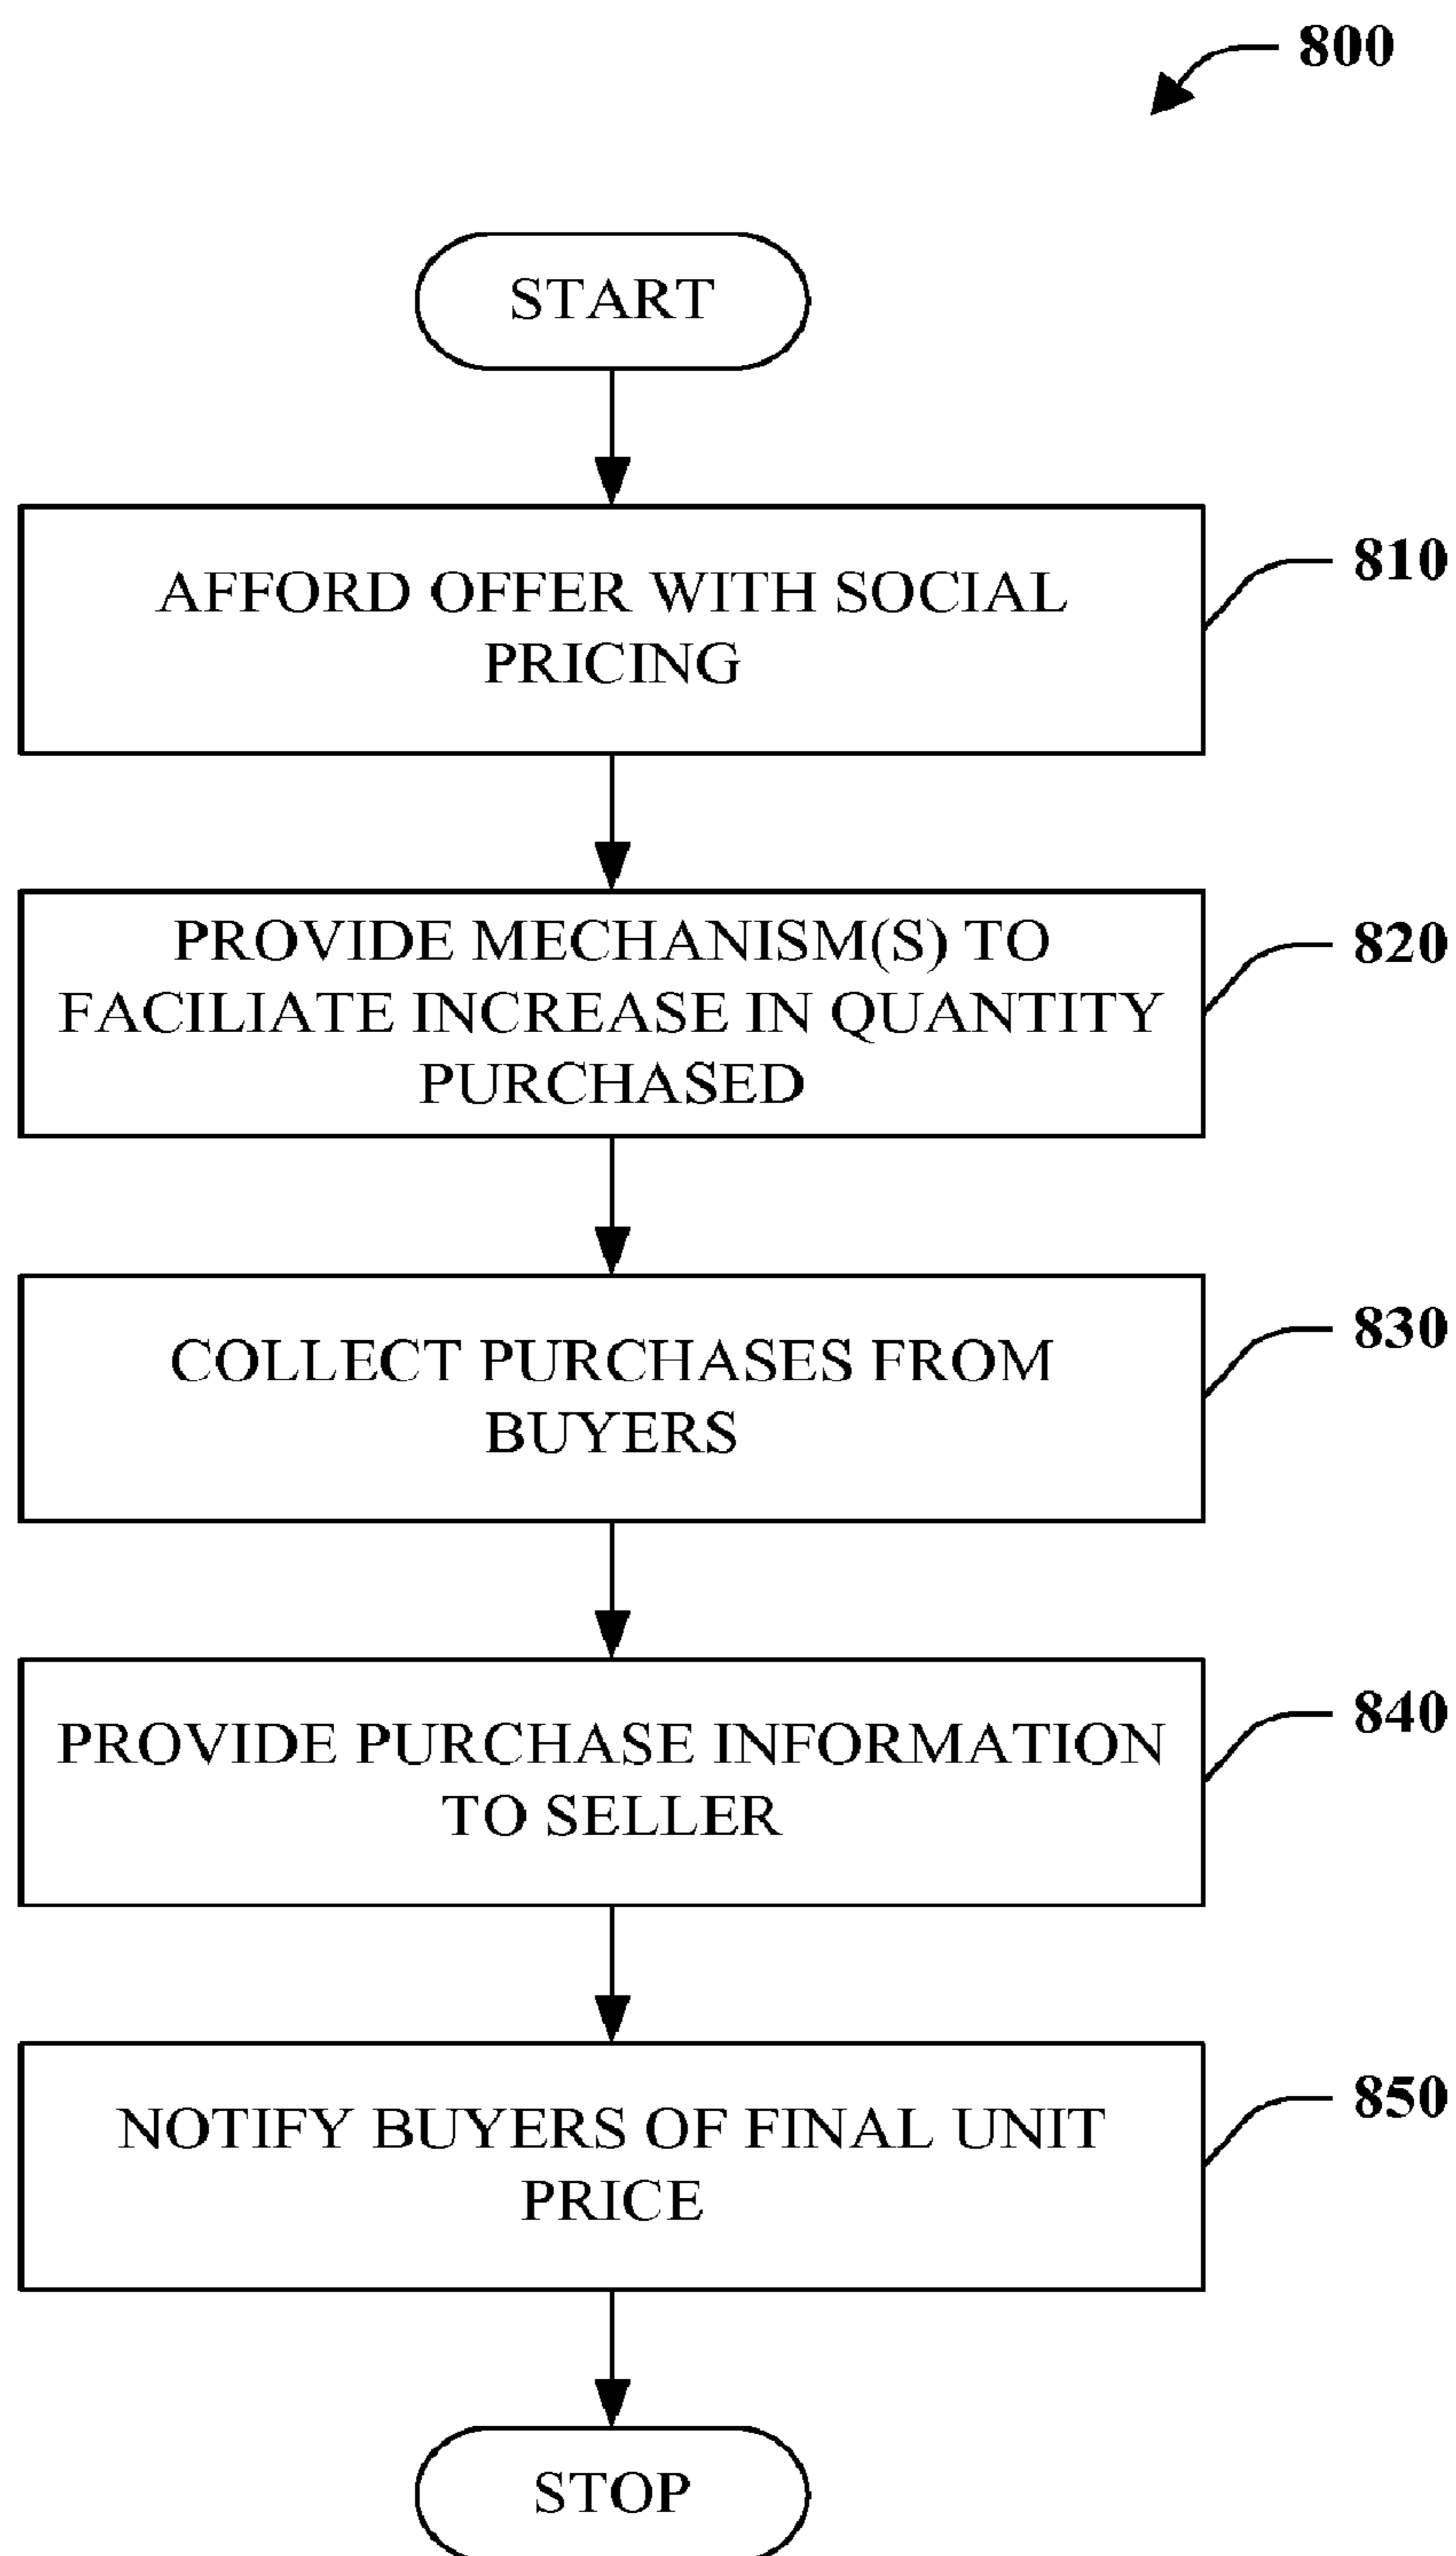 800
START
AFFORD OFFER WITH SOCIAL
PRICING
810
PROVIDE MECHANISM(S) TO
FACILIATE INCREASE IN QUANTITY
PURCHASED
820
COLLECT PURCHASES FROM
BUYERS
830
PROVIDE PURCHASE INFORMATION
TO SELLER
840
NOTIFY BUYERS OF FINAL UNIT
PRICE
850
STOP